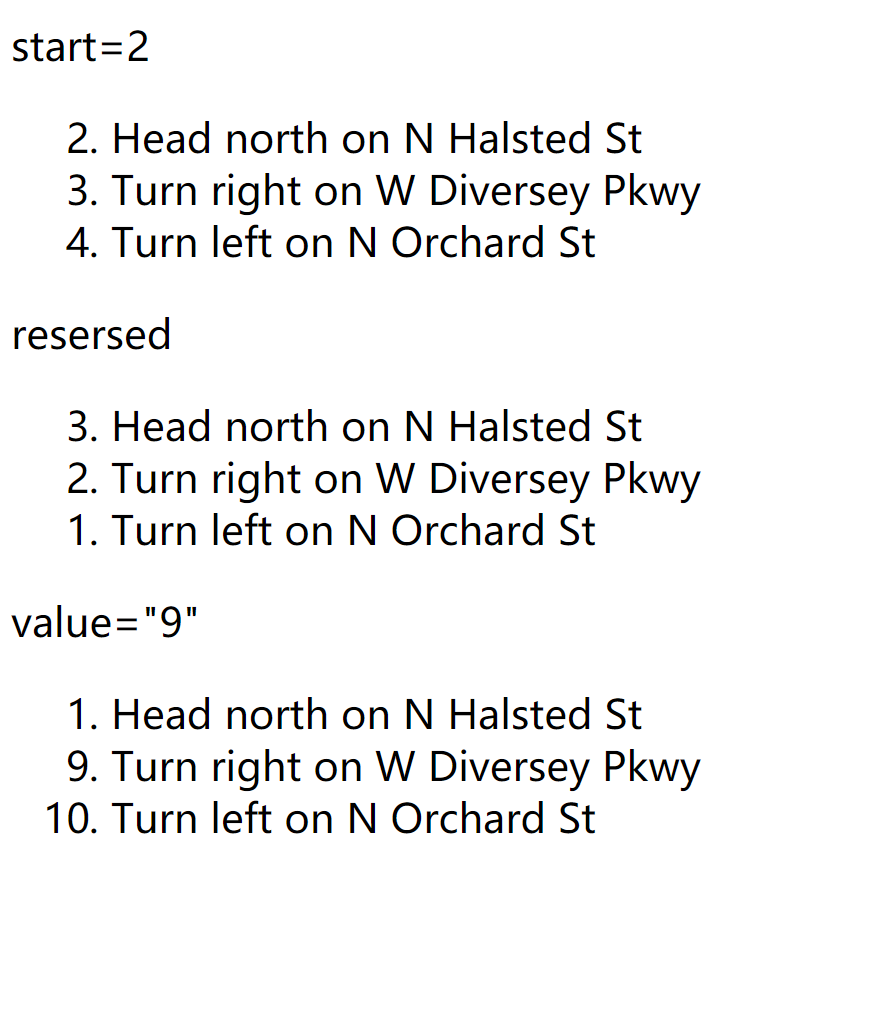 start=2
2. Head north on N Halsted St
3. Turn right on W Diversey Pkwy
4. Turn left on N Orchard St
resersed
3. Head north on N Halsted St
2. Turn right on W Diversey Pkwy
1. Turn left on N Orchard St
value="9"
1. Head north on N Halsted St
9. Turn right on W Diversey Pkwy
10. Turn left on N Orchard St